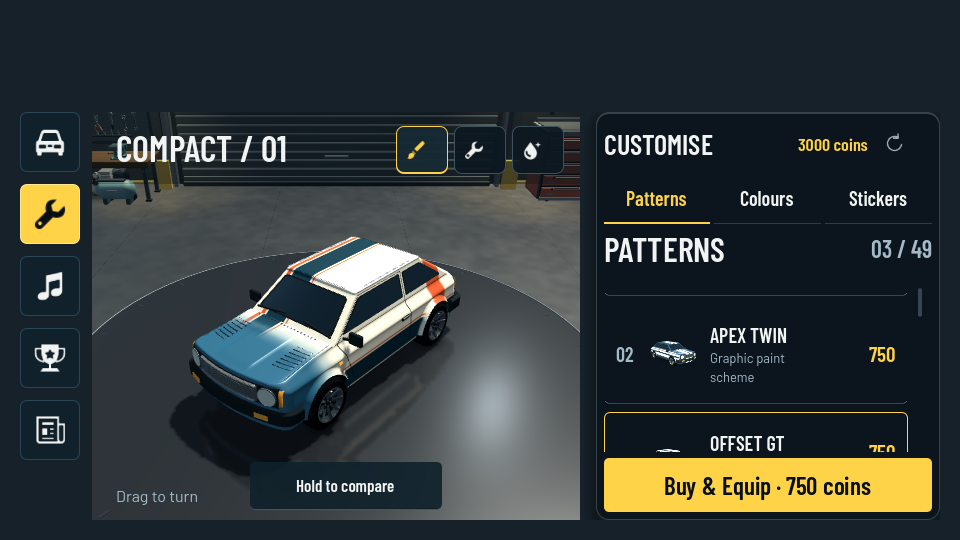 COMPACT / 01
CUSTOMISE
3000 coins
Patterns
Colours
Stickers
PATTERNS
03 / 49
02
APEX TWIN
Graphic paint
scheme
750
OFFSET GT
750
Buy & Equip · 750 coins
Hold to compare
Drag to turn